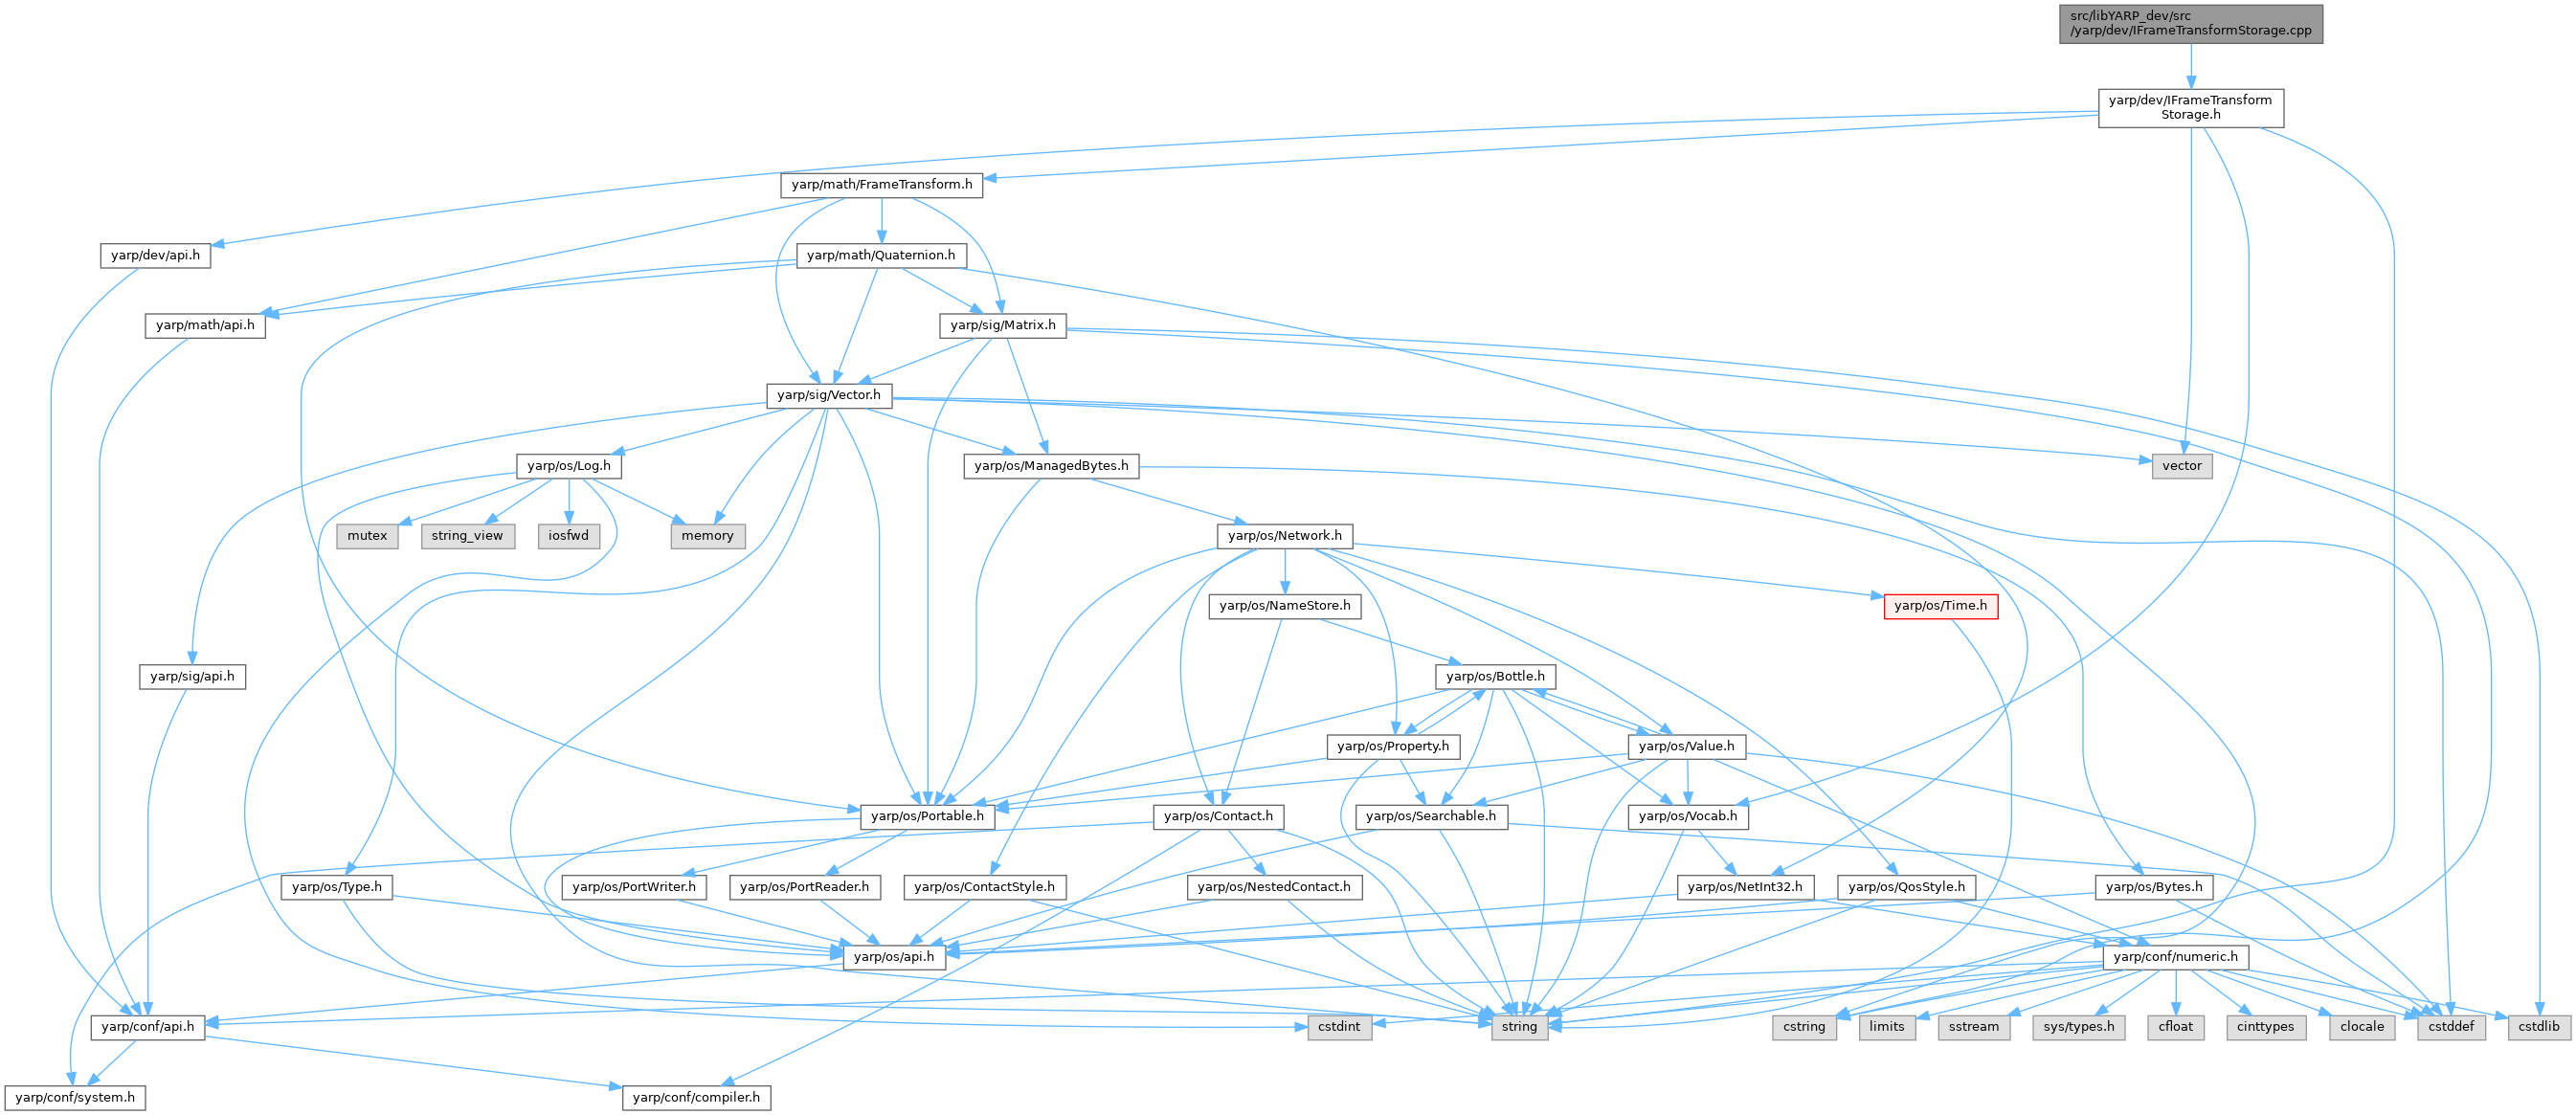 src/libYARP_dev/src
/yarp/dev/IFrameTransformStorage.cpp
yarp/dev/IFrameTransform
Storage.h
yarp/math/FrameTransform.h
yarp/dev/api.h
yarp/math/Quaternion.h
yarp/math/api.h
yarp/sig/Matrix.h
yarp/sig/Vector.h
yarp/os/Log.h
yarp/os/ManagedBytes.h
vector
mutex
string_view
iosfwd
memory
yarp/os/Network.h
yarp/os/NameStore.h
yarp/os/Time.h
yarp/sig/api.h
yarp/os/Bottle.h
yarp/os/Property.h
yarp/os/Value.h
yarp/os/Portable.h
yarp/os/Contact.h
yarp/os/Searchable.h
yarp/os/Vocab.h
yarp/os/Type.h
yarp/os/PortWriter.h
yarp/os/PortReader.h
yarp/os/ContactStyle.h
yarp/os/NestedContact.h
yarp/os/NetInt32.h
yarp/os/QosStyle.h
yarp/os/Bytes.h
yarp/os/api.h
yarp/conf/numeric.h
yarp/conf/api.h
cstdint
string
cstring
limits
sstream
sys/types.h
cfloat
cinttypes
clocale
cstddef
cstdlib
yarp/conf/system.h
yarp/conf/compiler.h